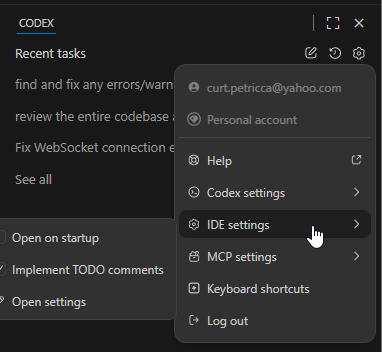 CODEX
Recent tasks
find and fix any errors/warn
review the entire codebase
Fix WebSocket connection e
See all
curt.petricca@yahoo.com
Personal account
Help
Codex settings
IDE settings
MCP settings
Keyboard shortcuts
Log out
Open on startup
Implement TODO comments
Open settings